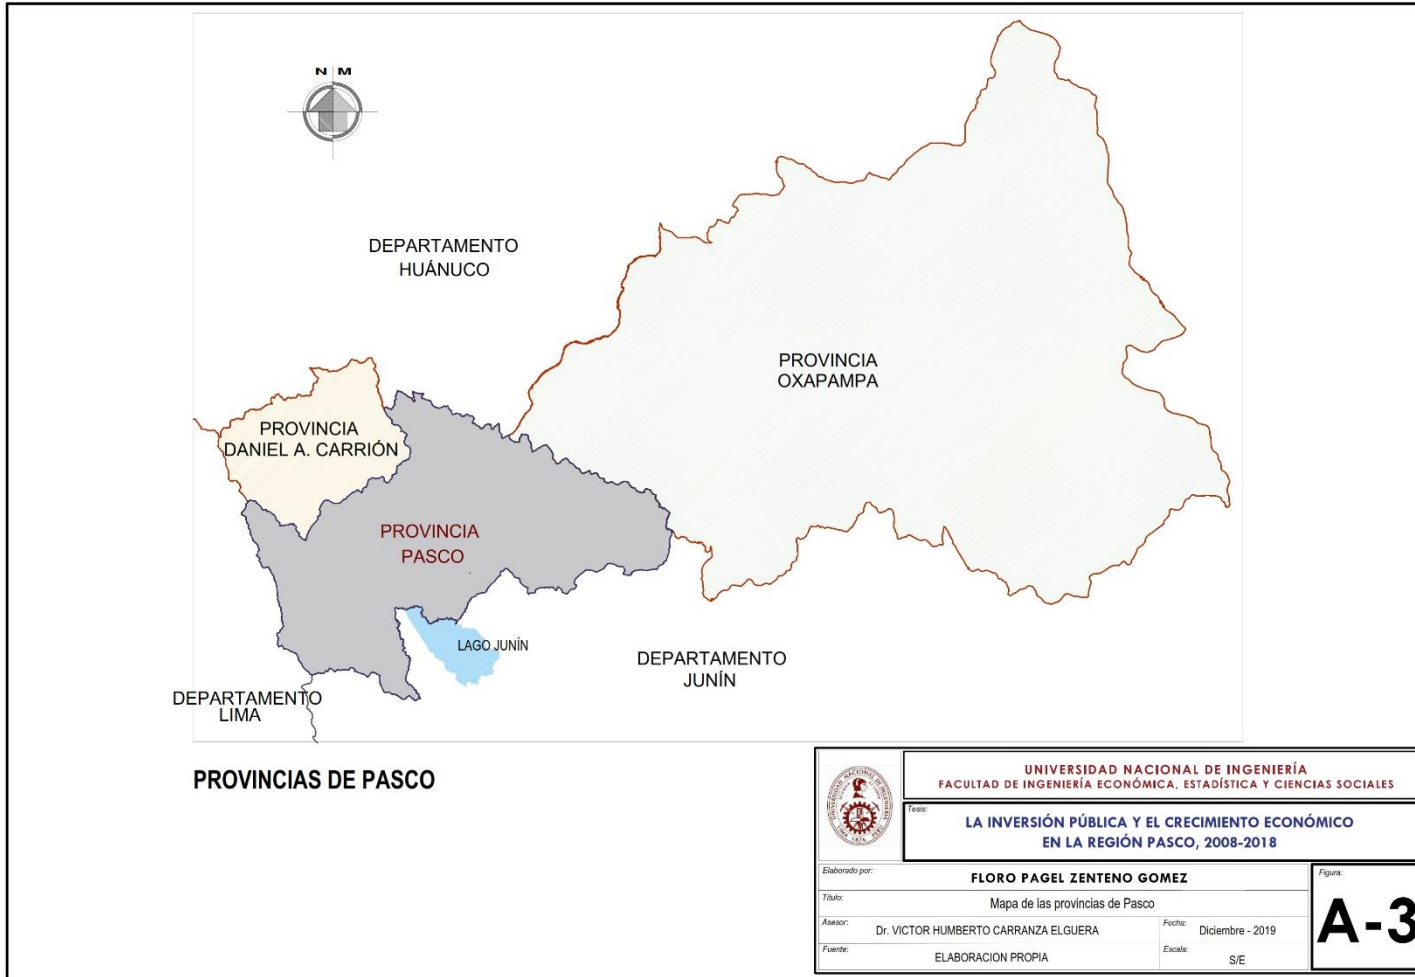 N M
DEPARTAMENTO
HUÁNUCO
PROVINCIA
OXAPAMPA
PROVINCIA
DANIEL A. CARRIÓN
PROVINCIA
PASCO
LAGO JUNÍN
DEPARTAMENTO
JUNÍN
DEPARTAMENTO
LIMA
PROVINCIAS DE PASCO
UNIVERSIDAD NACIONAL DE INGENIERÍA
FACULTAD DE INGENIERÍA ECONÓMICA, ESTADÍSTICA Y CIENCIAS SOCIALES
Tesis:
LA INVERSIÓN PÚBLICA Y EL CRECIMIENTO ECONÓMICO
EN LA REGIÓN PASCO, 2008-2018
Elaborado por:
FLORO PAGEL ZENTENO GOMEZ
Título:
Mapa de las provincias de Pasco
Asesor:
Dr. VICTOR HUMBERTO CARRANZA ELGUERA
Fecha:
Diciembre - 2019
Fuente:
ELABORACION PROPIA
Escala:
S/E
Figura:
A-3